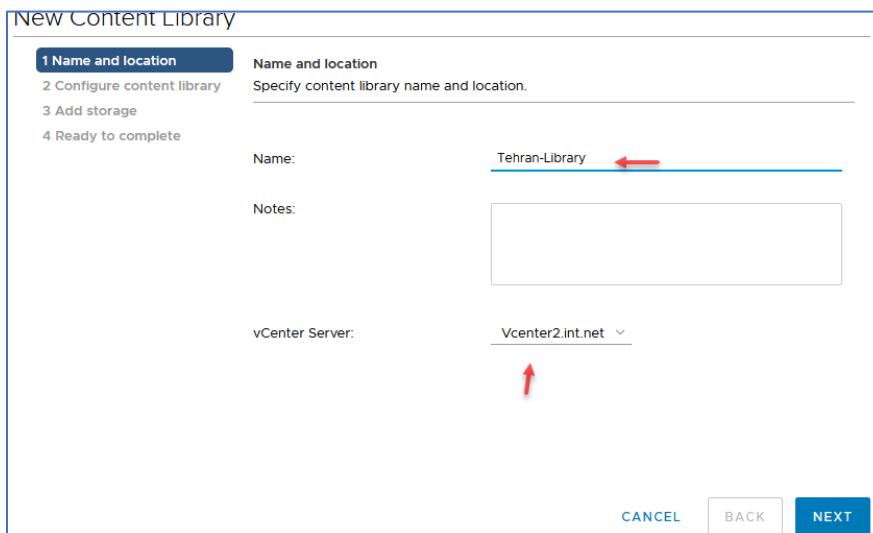 New Content Library
1 Name and location
2 Configure content library
3 Add storage
4 Ready to complete
Name and location
Specify content library name and location.
Name:
Tehran-Library
Notes:
vCenter Server:
Vcenter2.int.net
CANCEL
BACK
NEXT